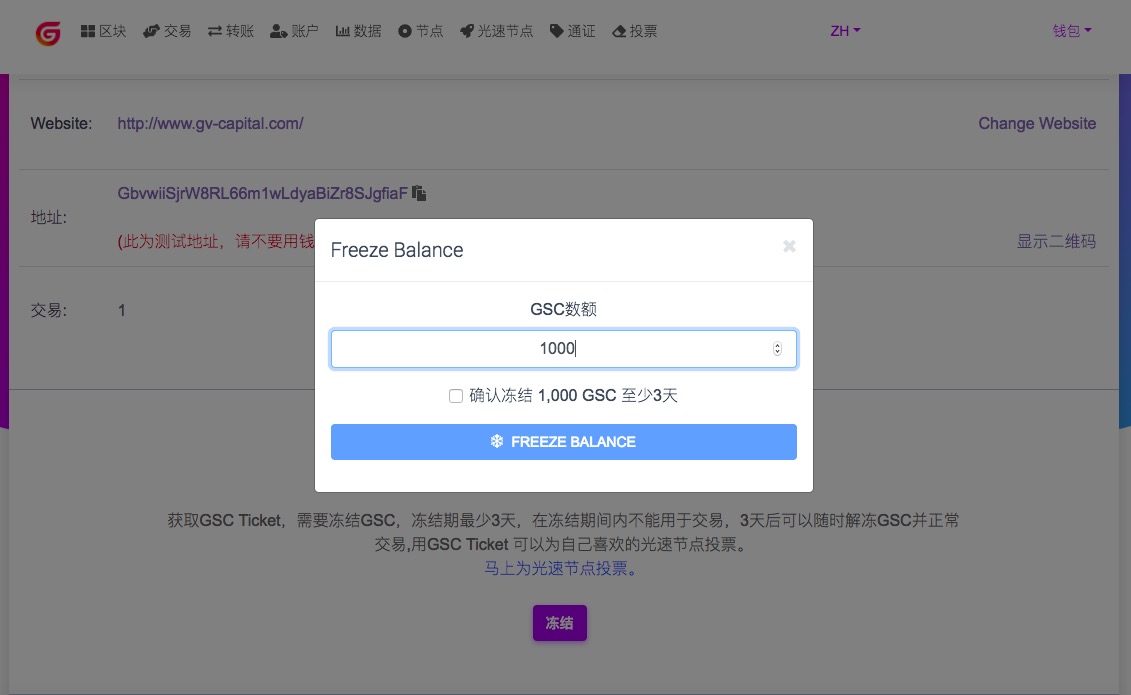 区块 交易 转账 账户 数据 节点 光速节点 通证 投票 ZH 钱包
Website: http://www.gv-capital.com/ Change Website
GbvwiiSjrW8RL66m1wLdyaBiZr8SJgfiaF
地址:
(此为测试地址，请不要用钱 显示二维码
交易: 1
Freeze Balance ×
GSC数额
1000
确认冻结 1,000 GSC 至少3天
FREEZE BALANCE
获取GSC Ticket，需要冻结GSC，冻结期最少3天，在冻结期间内不能用于交易，3天后可以随时解冻GSC并正常
交易,用GSC Ticket 可以为自己喜欢的光速节点投票。
马上为光速节点投票。
冻结